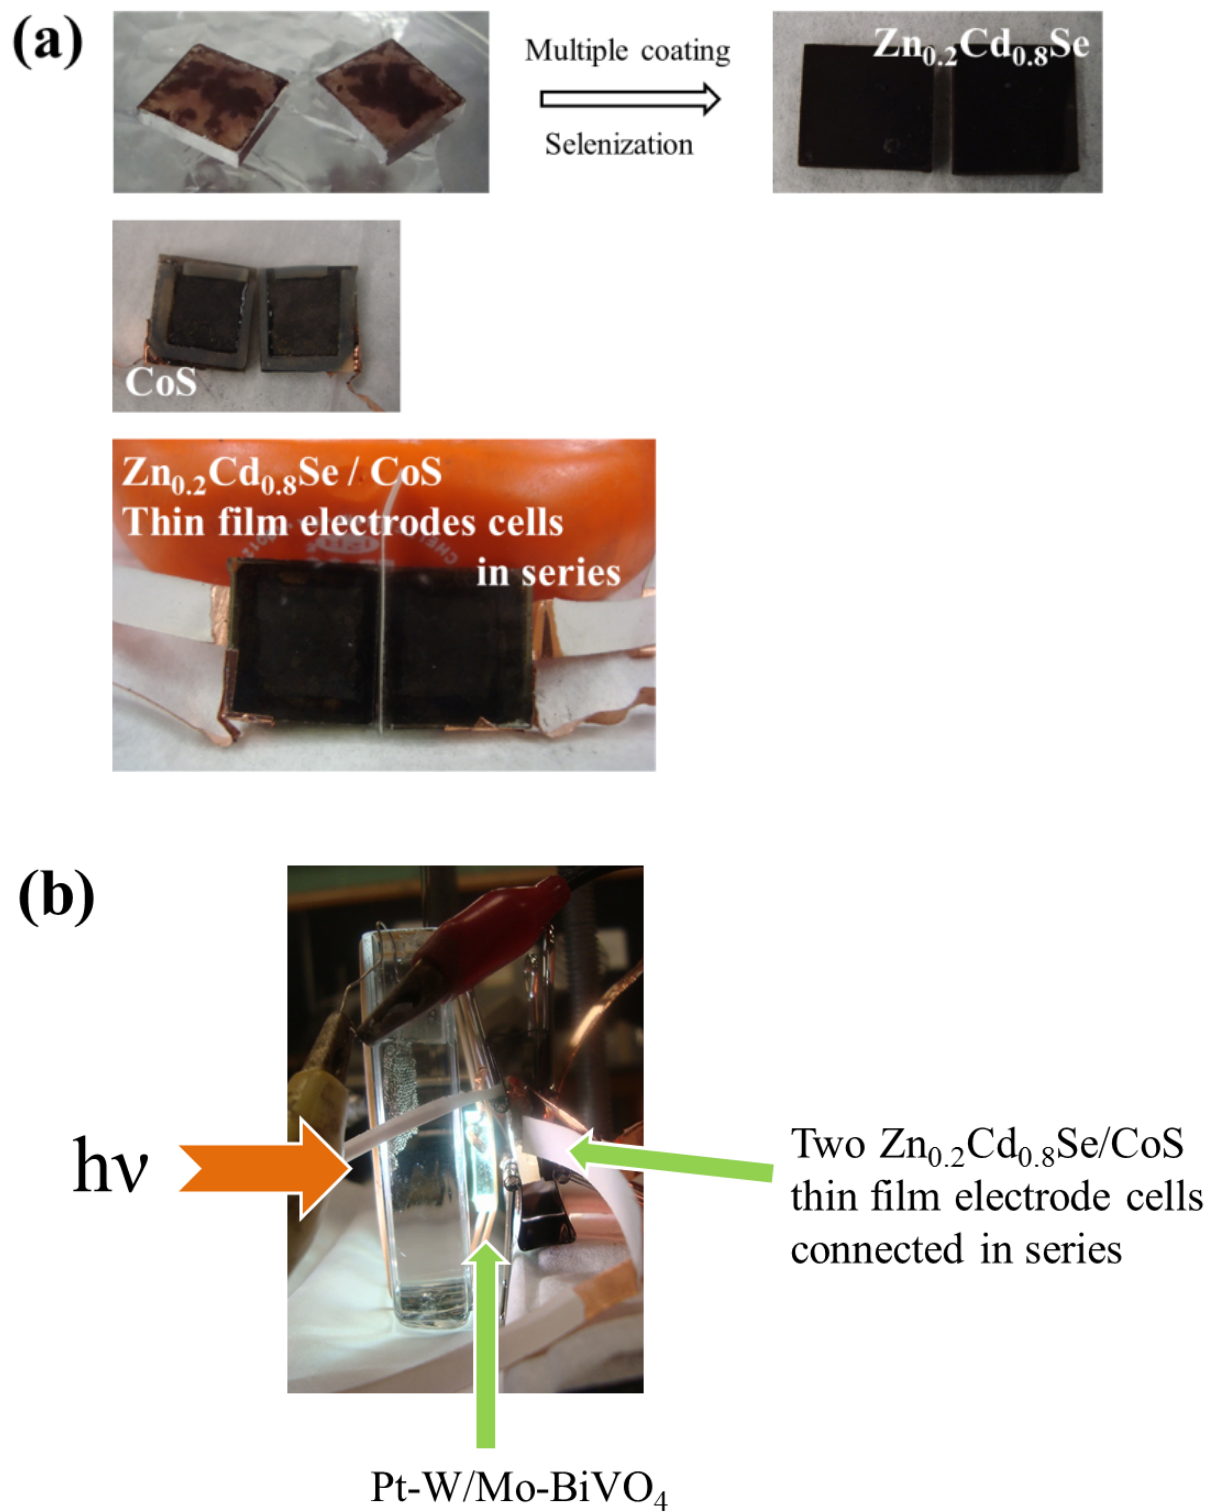 (a)
Multiple coating
Selenization
Zn0.2Cd0.8Se
CoS
Zn0.2Cd0.8Se / CoS
Thin film electrodes cells
in series
(b)
hν
Two Zn0.2Cd0.8Se/CoS
thin film electrode cells
connected in series
Pt-W/Mo-BiVO4